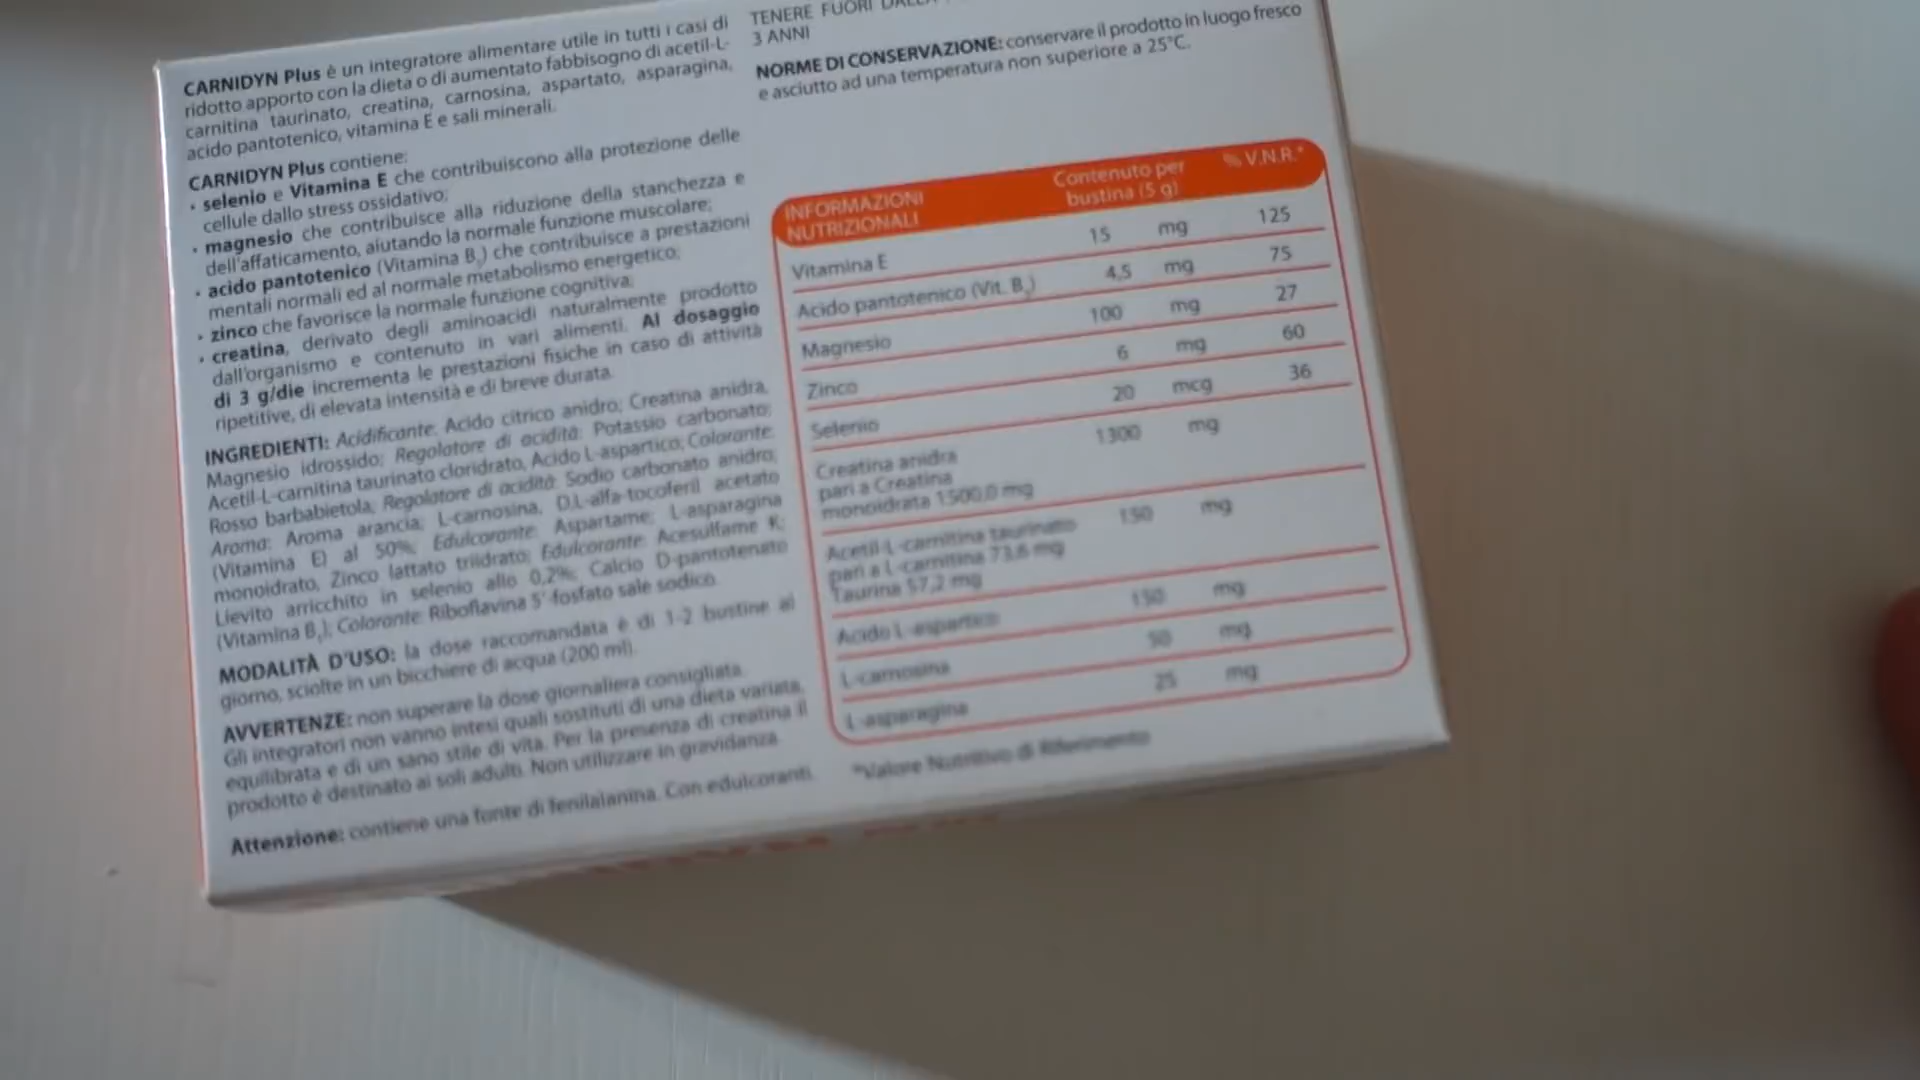 CARNIDYN Plus è un integratore alimentare utile in tutti i casi di
ridotto apporto con la dieta o di aumentato fabbisogno di acetil-L-
carnitina taurinato, creatina, carnosina, aspartato, asparagina,
acido pantotenico, vitamina E e sali minerali.
CARNIDYN Plus contiene:
• selenio e Vitamina E che contribuiscono alla protezione delle
cellule dallo stress ossidativo;
• magnesio che contribuisce alla riduzione della stanchezza e
dell'affaticamento, aiutando la normale funzione muscolare;
• acido pantotenico (Vitamina B5) che contribuisce a prestazioni
mentali normali ed al normale metabolismo energetico;
• zinco che favorisce la normale funzione cognitiva;
• creatina, derivato degli aminoacidi naturalmente prodotto
dall'organismo e contenuto in vari alimenti. Al dosaggio
di 3 g/die incrementa le prestazioni fisiche in caso di attività
ripetitive, di elevata intensità e di breve durata.
INGREDIENTI: Acidificante: Acido citrico anidro; Creatina anidra,
Magnesio idrossido; Regolatore di acidità: Potassio carbonato;
Acetil-L-carnitina taurinato cloridrato, Acido L-aspartico; Colorante:
Rosso barbabietola; Regolatore di acidità: Sodio carbonato anidro;
Aroma: Aroma arancia; L-carnosina, D,L-alfa-tocoferil acetato
(Vitamina E) al 50%; Edulcorante: Aspartame; L-asparagina
monoidrato, Zinco lattato triidrato; Edulcorante: Acesulfame K;
Lievito arricchito in selenio allo 0,2%; Calcio D-pantotenato
(Vitamina B5); Colorante: Riboflavina 5'-fosfato sale sodico.
MODALITÀ D'USO: la dose raccomandata è di 1-2 bustine al
giorno, sciolte in un bicchiere di acqua (200 ml).
AVVERTENZE: non superare la dose giornaliera consigliata.
Gli integratori non vanno intesi quali sostituti di una dieta variata,
equilibrata e di un sano stile di vita. Per la presenza di creatina il
prodotto è destinato ai soli adulti. Non utilizzare in gravidanza.
Attenzione: contiene una fonte di fenilalanina. Con edulcoranti.
TENERE FUORI
3 ANNI
NORME DI CONSERVAZIONE: conservare il prodotto in luogo fresco
e asciutto ad una temperatura non superiore a 25°C.
INFORMAZIONI NUTRIZIONALI Contenuto per bustina (5 g) % V.N.R.*
Vitamina E 15 mg 125
Acido pantotenico (Vit. B5) 4,5 mg 75
Magnesio 100 mg 27
Zinco 6 mg 60
Selenio 20 mcg 36
Creatina anidra 1300 mg
pari a Creatina
monoidrata 1500,0 mg
Acetil-L-carnitina taurinato 150 mg
pari a L-carnitina 73,6 mg
Taurina 57,2 mg
Acido L-aspartico 150 mg
L-carnosina 50 mg
L-asparagina 25 mg
*Valore Nutritivo di Riferimento